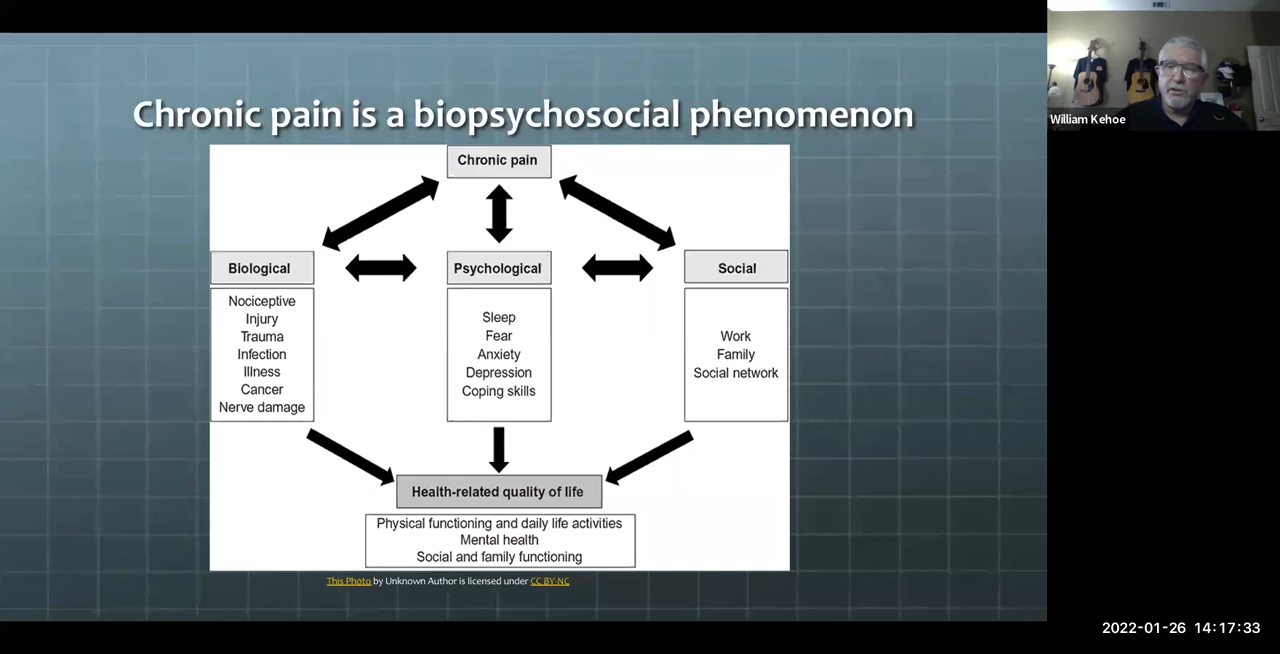 Chronic pain is a biopsychosocial phenomenon
Chronic pain
Biological
Psychological
Social
Nociceptive
Injury
Trauma
Infection
Illness
Cancer
Nerve damage
Sleep
Fear
Anxiety
Depression
Coping skills
Work
Family
Social network
Health-related quality of life
Physical functioning and daily life activities
Mental health
Social and family functioning
This Photo by Unknown Author is licensed under CC BY-NC
William Kehoe
2022-01-26 14:17:33